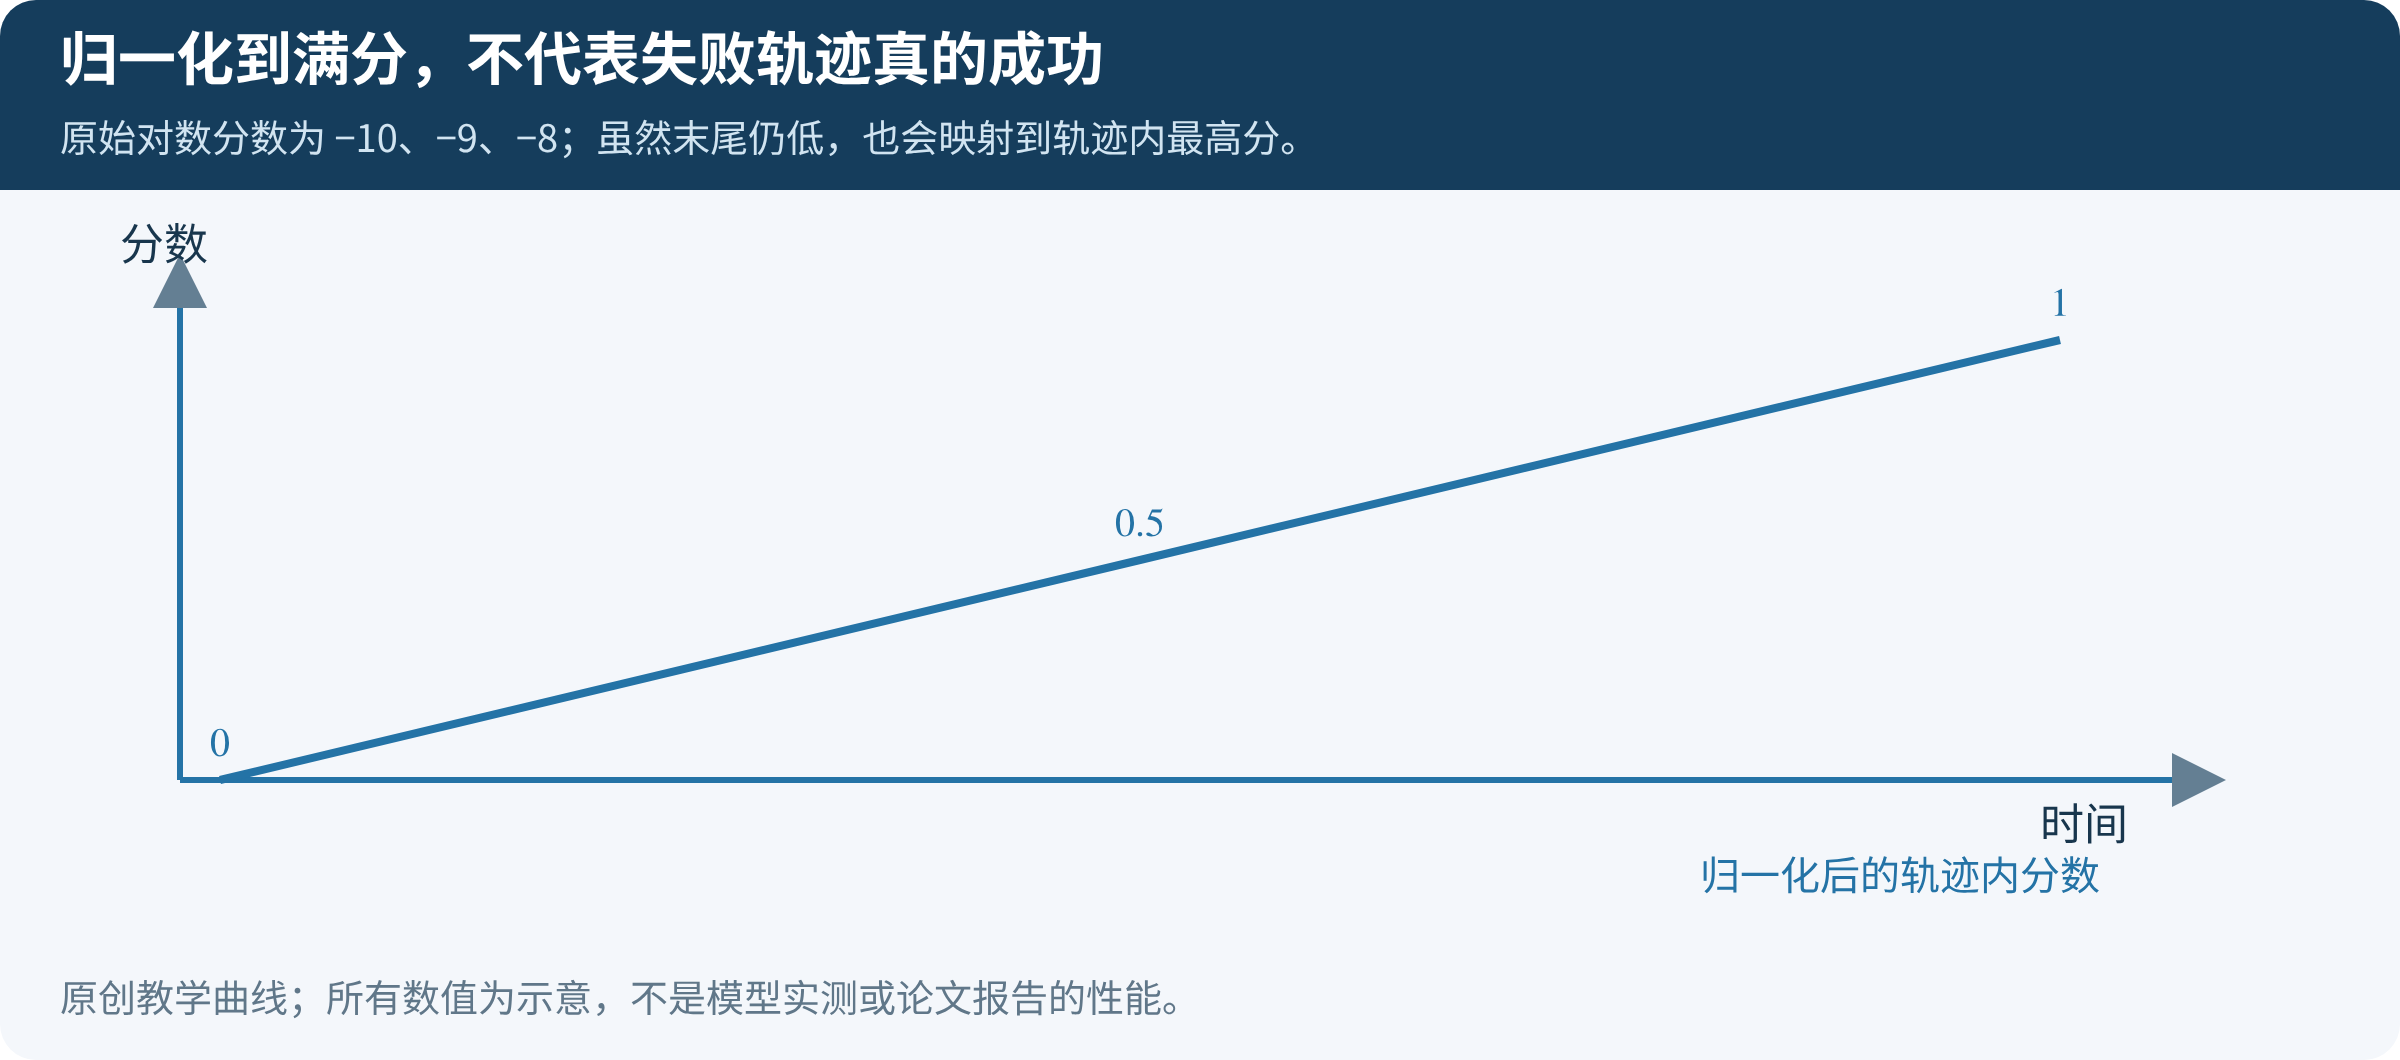 归一化到满分，不代表失败轨迹真的成功
原始对数分数为 −10、−9、−8；虽然末尾仍低，也会映射到轨迹内最高分。
分数
1
0.5
0
时间
归一化后的轨迹内分数
原创教学曲线；所有数值为示意，不是模型实测或论文报告的性能。